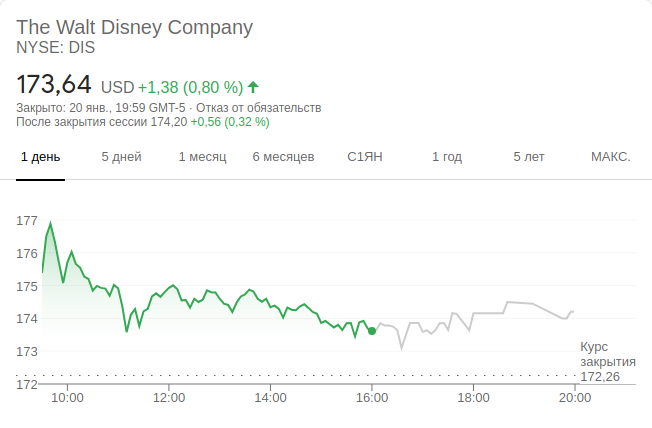 The Walt Disney Company
NYSE: DIS
173,64 USD +1,38 (0,80 %)
Закрыто: 20 янв., 19:59 GMT-5 · Отказ от обязательств
После закрытия сессии 174,20 +0,56 (0,32 %)
1 день 5 дней 1 месяц 6 месяцев С1ЯН 1 год 5 лет МАКС.
177
176
175
174
173
Курс
закрытия
172,26
172
10:00 12:00 14:00 16:00 18:00 20:00